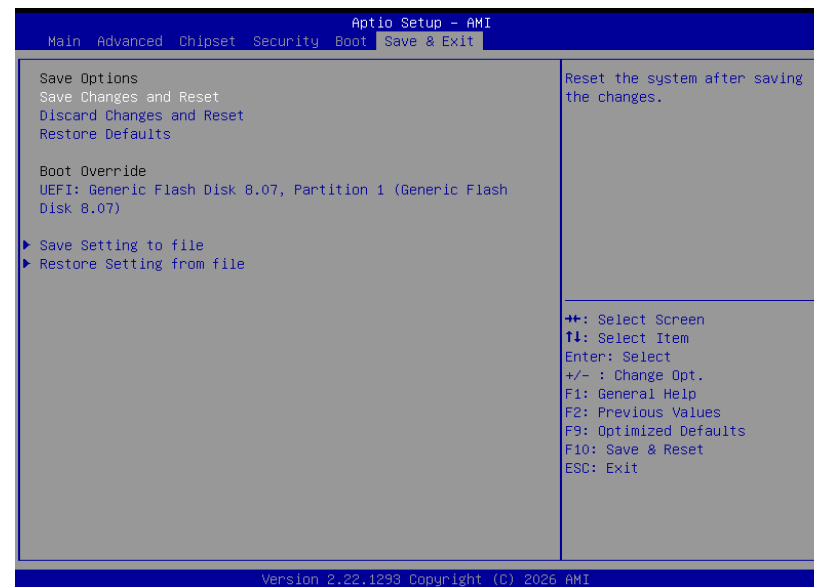 Aptio Setup – AMI
Main Advanced Chipset Security Boot Save & Exit
Save Options
Save Changes and Reset
Discard Changes and Reset
Restore Defaults
Boot Override
UEFI: Generic Flash Disk 8.07, Partition 1 (Generic Flash
Disk 8.07)
▶ Save Setting to file
▶ Restore Setting from file
Reset the system after saving
the changes.
→←: Select Screen
↑↓: Select Item
Enter: Select
+/- : Change Opt.
F1: General Help
F2: Previous Values
F9: Optimized Defaults
F10: Save & Reset
ESC: Exit
Version 2.22.1293 Copyright (C) 2026 AMI